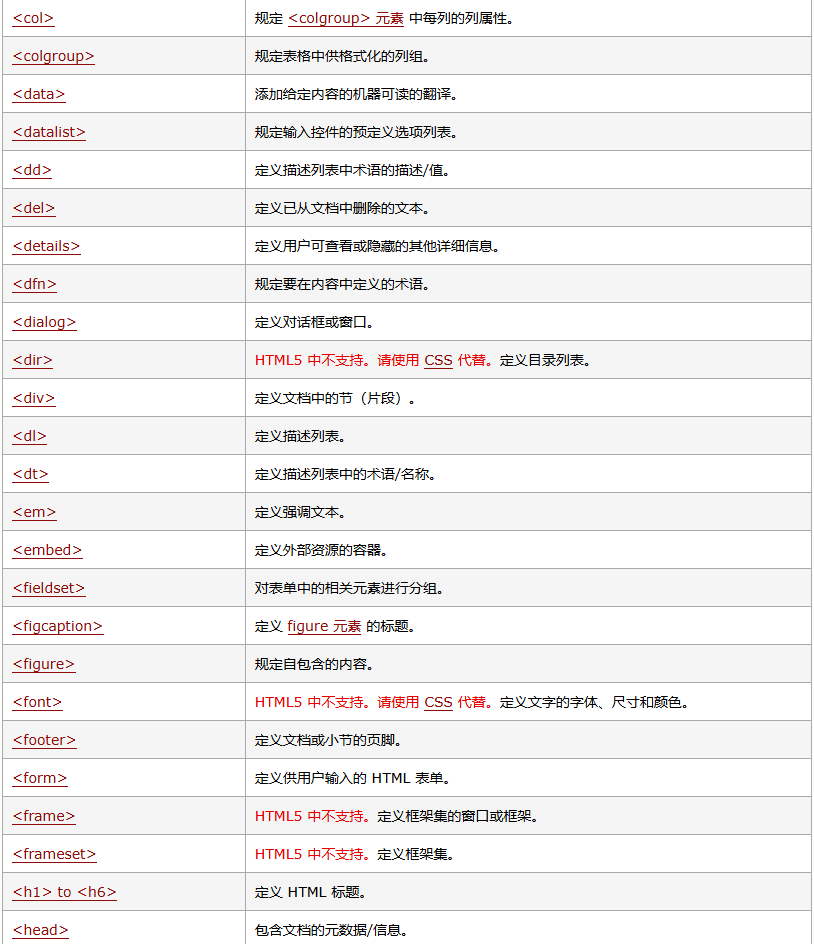 <col> 规定 <colgroup> 元素 中每列的列属性。
<colgroup> 规定表格中供格式化的列组。
<data> 添加给定内容的机器可读的翻译。
<datalist> 规定输入控件的预定义选项列表。
<dd> 定义描述列表中术语的描述/值。
<del> 定义已从文档中删除的文本。
<details> 定义用户可查看或隐藏的其他详细信息。
<dfn> 规定要在内容中定义的术语。
<dialog> 定义对话框或窗口。
<dir> HTML5 中不支持。请使用 CSS 代替。定义目录列表。
<div> 定义文档中的节（片段）。
<dl> 定义描述列表。
<dt> 定义描述列表中的术语/名称。
<em> 定义强调文本。
<embed> 定义外部资源的容器。
<fieldset> 对表单中的相关元素进行分组。
<figcaption> 定义 figure 元素 的标题。
<figure> 规定自包含的内容。
<font> HTML5 中不支持。请使用 CSS 代替。定义文字的字体、尺寸和颜色。
<footer> 定义文档或小节的页脚。
<form> 定义供用户输入的 HTML 表单。
<frame> HTML5 中不支持。定义框架集的窗口或框架。
<frameset> HTML5 中不支持。定义框架集。
<h1> to <h6> 定义 HTML 标题。
<head> 包含文档的元数据/信息。